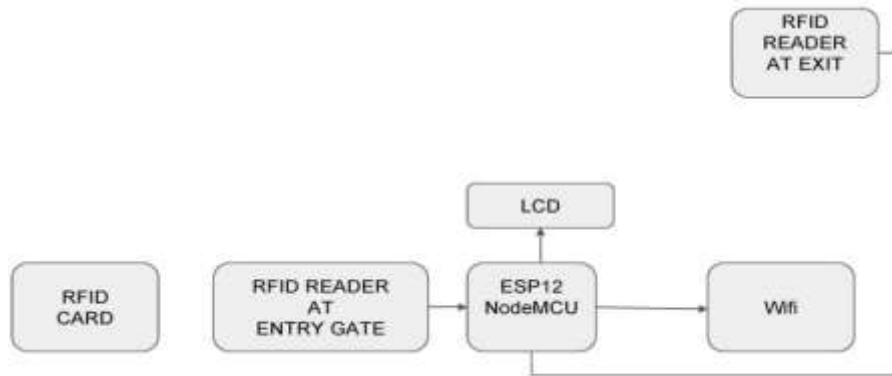 RFID
READER
AT EXIT
LCD
RFID
CARD
RFID READER
AT
ENTRY GATE
ESP12
NodeMCU
Wifi